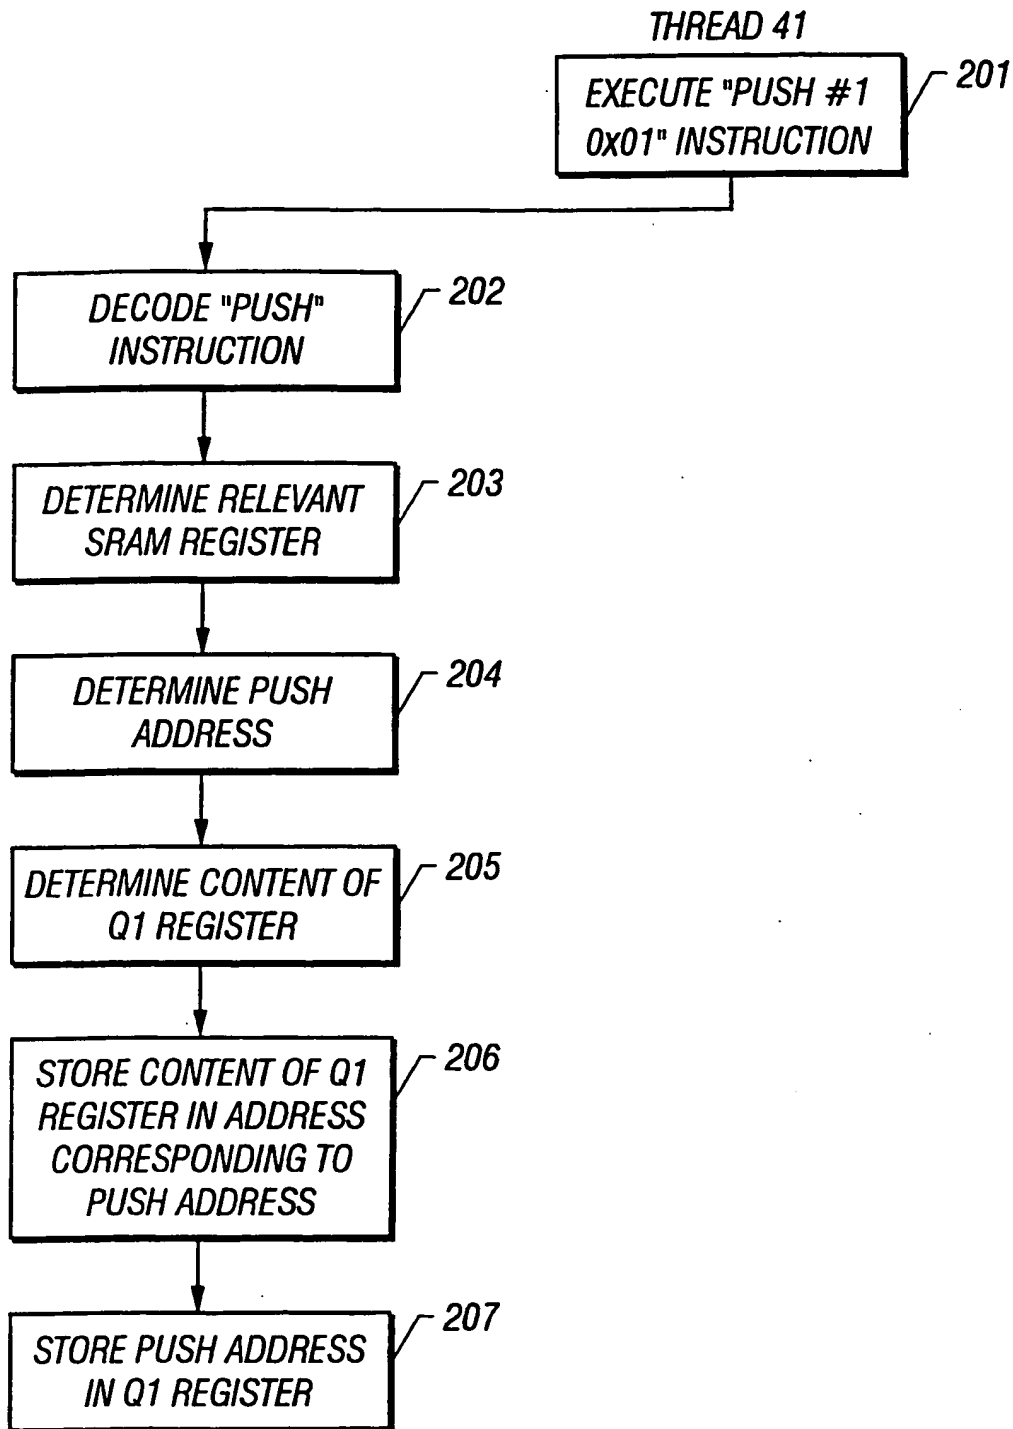 THREAD 41
EXECUTE "PUSH #1
0x01" INSTRUCTION
201
DECODE "PUSH"
INSTRUCTION
202
DETERMINE RELEVANT
SRAM REGISTER
203
DETERMINE PUSH
ADDRESS
204
DETERMINE CONTENT OF
Q1 REGISTER
205
STORE CONTENT OF Q1
REGISTER IN ADDRESS
CORRESPONDING TO
PUSH ADDRESS
206
STORE PUSH ADDRESS
IN Q1 REGISTER
207